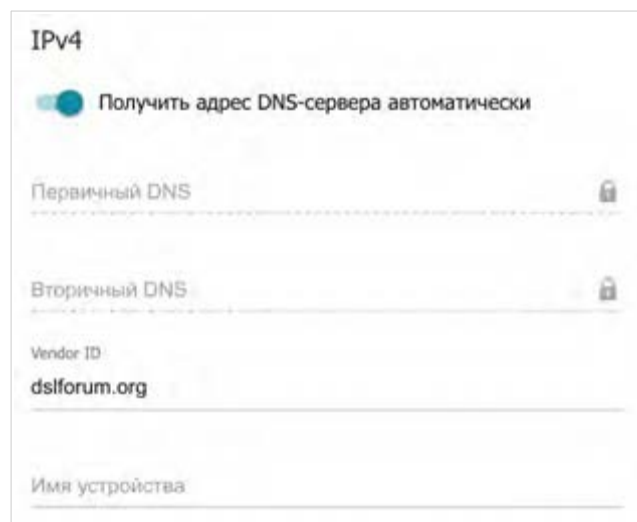 IPv4
Получить адрес DNS-сервера автоматически
Первичный DNS
Вторичный DNS
Vendor ID
dslforum.org
Имя устройства